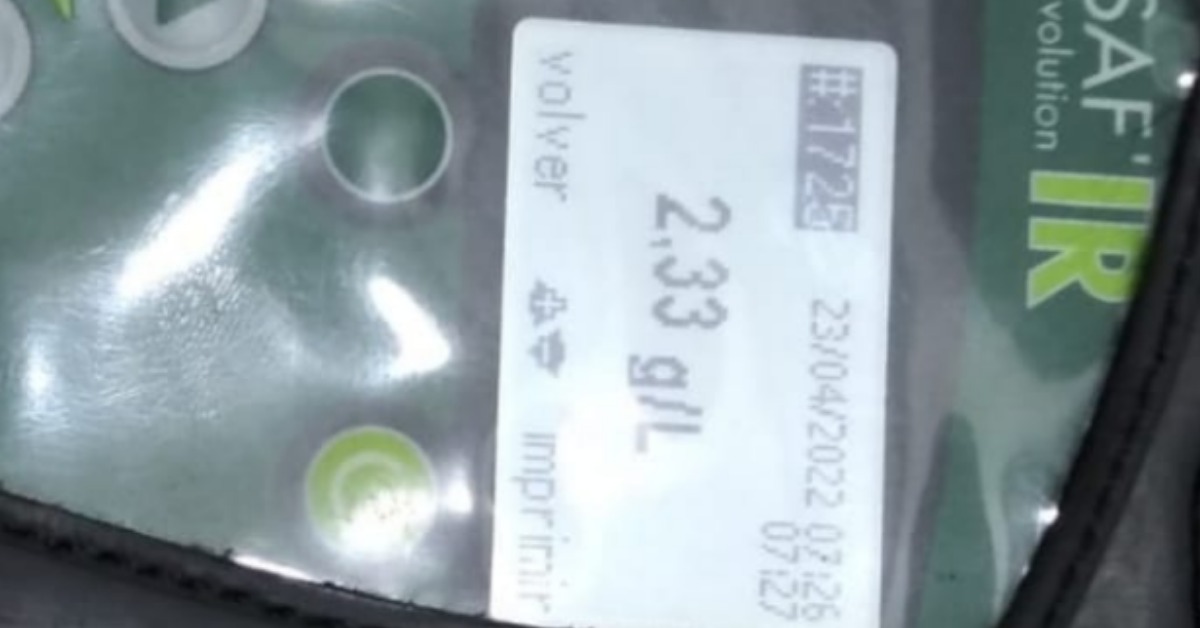 SAF'IR
volution
#:1725 23/04/2022 07:26
07:27
2,33 g/L
volver imprimir